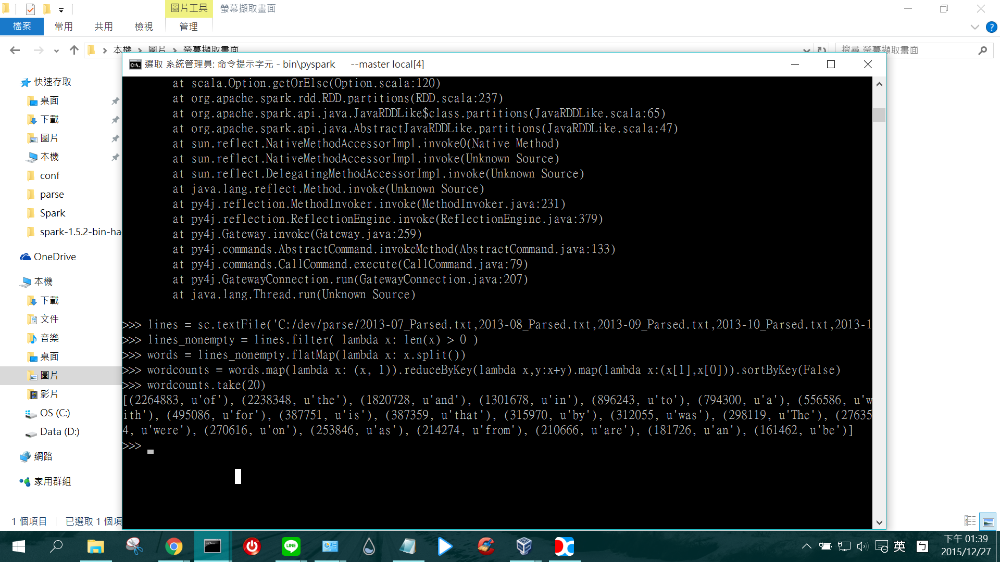 圖片工具
螢幕擷取畫面
檔案
常用
共用
檢視
管理
本機
圖片
螢幕擷取畫面
搜尋 螢幕擷取畫面
快速存取
桌面
下載
圖片
本機
conf
parse
Spark
spark-1.5.2-bin-ha
OneDrive
本機
下載
文件
音樂
桌面
圖片
影片
OS (C:)
Data (D:)
網路
家用群組
1 個項目
已選取 1 個項
選取 系統管理員: 命令提示字元 - bin\pyspark      --master local[4]
at scala.Option.getOrElse(Option.scala:120)
at org.apache.spark.rdd.RDD.partitions(RDD.scala:237)
at org.apache.spark.api.java.JavaRDDLike$class.partitions(JavaRDDLike.scala:65)
at org.apache.spark.api.java.AbstractJavaRDDLike.partitions(JavaRDDLike.scala:47)
at sun.reflect.NativeMethodAccessorImpl.invoke0(Native Method)
at sun.reflect.NativeMethodAccessorImpl.invoke(Unknown Source)
at sun.reflect.DelegatingMethodAccessorImpl.invoke(Unknown Source)
at java.lang.reflect.Method.invoke(Unknown Source)
at py4j.reflection.MethodInvoker.invoke(MethodInvoker.java:231)
at py4j.reflection.ReflectionEngine.invoke(ReflectionEngine.java:379)
at py4j.Gateway.invoke(Gateway.java:259)
at py4j.commands.AbstractCommand.invokeMethod(AbstractCommand.java:133)
at py4j.commands.CallCommand.execute(CallCommand.java:79)
at py4j.GatewayConnection.run(GatewayConnection.java:207)
at java.lang.Thread.run(Unknown Source)
>>> lines = sc.textFile('C:/dev/parse/2013-07_Parsed.txt,2013-08_Parsed.txt,2013-09_Parsed.txt,2013-10_Parsed.txt,2013-1
>>> lines_nonempty = lines.filter( lambda x: len(x) > 0 )
>>> words = lines_nonempty.flatMap(lambda x: x.split())
>>> wordcounts = words.map(lambda x: (x, 1)).reduceByKey(lambda x,y:x+y).map(lambda x:(x[1],x[0])).sortByKey(False)
>>> wordcounts.take(20)
[(2264883, u'of'), (2238348, u'the'), (1820728, u'and'), (1301678, u'in'), (896243, u'to'), (794300, u'a'), (556586, u'w
ith'), (495086, u'for'), (387751, u'is'), (387359, u'that'), (315970, u'by'), (312055, u'was'), (298119, u'The'), (27635
4, u'were'), (270616, u'on'), (253846, u'as'), (214274, u'from'), (210666, u'are'), (181726, u'an'), (161462, u'be')]
>>>
LINE
英
ㄅ
下午 01:39
2015/12/27